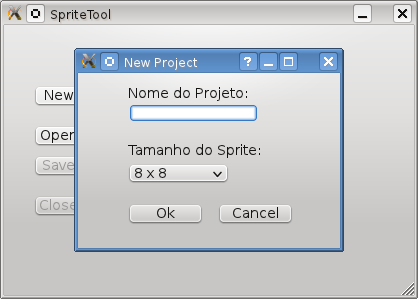 SpriteTool
New Project
?
Nome do Projeto:
New
Open
Tamanho do Sprite:
Save
8 x 8
Close
Ok
Cancel